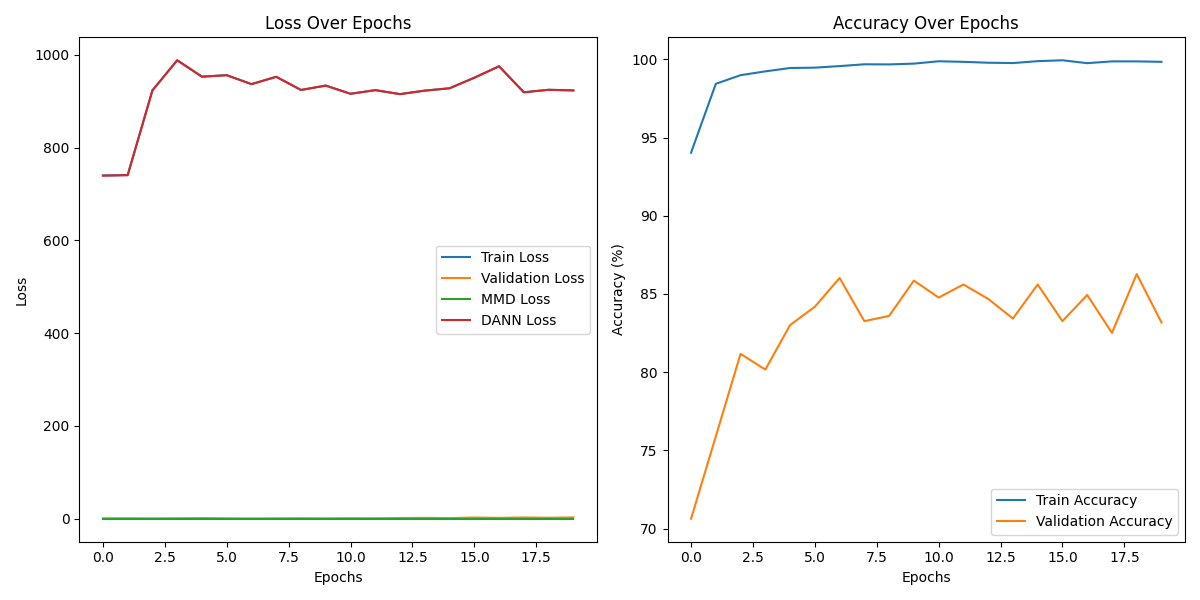 Loss Over Epochs
Loss
1000
800
600
400
200
0
0.0 2.5 5.0 7.5 10.0 12.5 15.0 17.5
Epochs
Train Loss
Validation Loss
MMD Loss
DANN Loss
Accuracy Over Epochs
Accuracy (%)
100
95
90
85
80
75
70
0.0 2.5 5.0 7.5 10.0 12.5 15.0 17.5
Epochs
Train Accuracy
Validation Accuracy